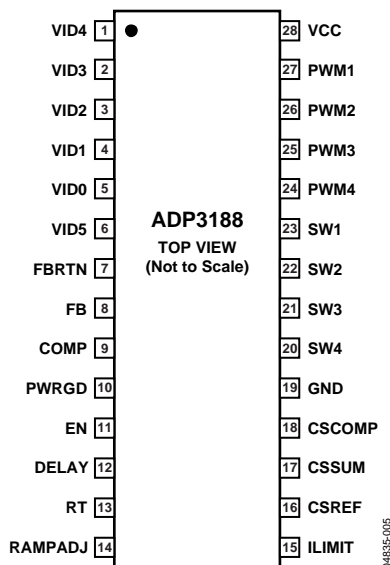 VID4 1 28 VCC
VID3 2 27 PWM1
VID2 3 26 PWM2
VID1 4 25 PWM3
VID0 5 24 PWM4
ADP3188
VID5 6 23 SW1
TOP VIEW
(Not to Scale)
FBRTN 7 22 SW2
FB 8 21 SW3
COMP 9 20 SW4
PWRGD 10 19 GND
EN 11 18 CSCOMP
DELAY 12 17 CSSUM
RT 13 16 CSREF
RAMPADJ 14 15 ILIMIT
04835-005